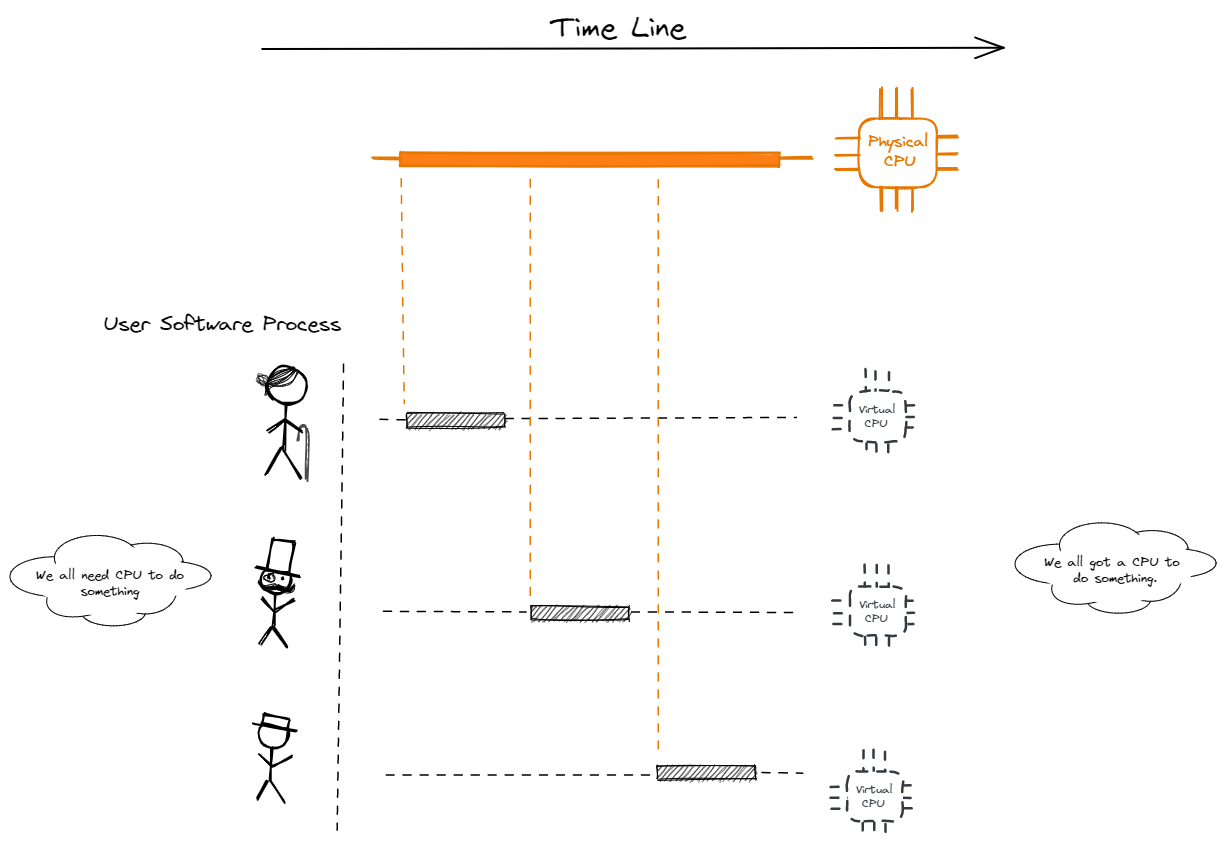 Time Line
Physical
CPU
User Software Process
Virtual
CPU
We all need CPU to do
something
We all got a CPU to
do something.
Virtual
CPU
Virtual
CPU